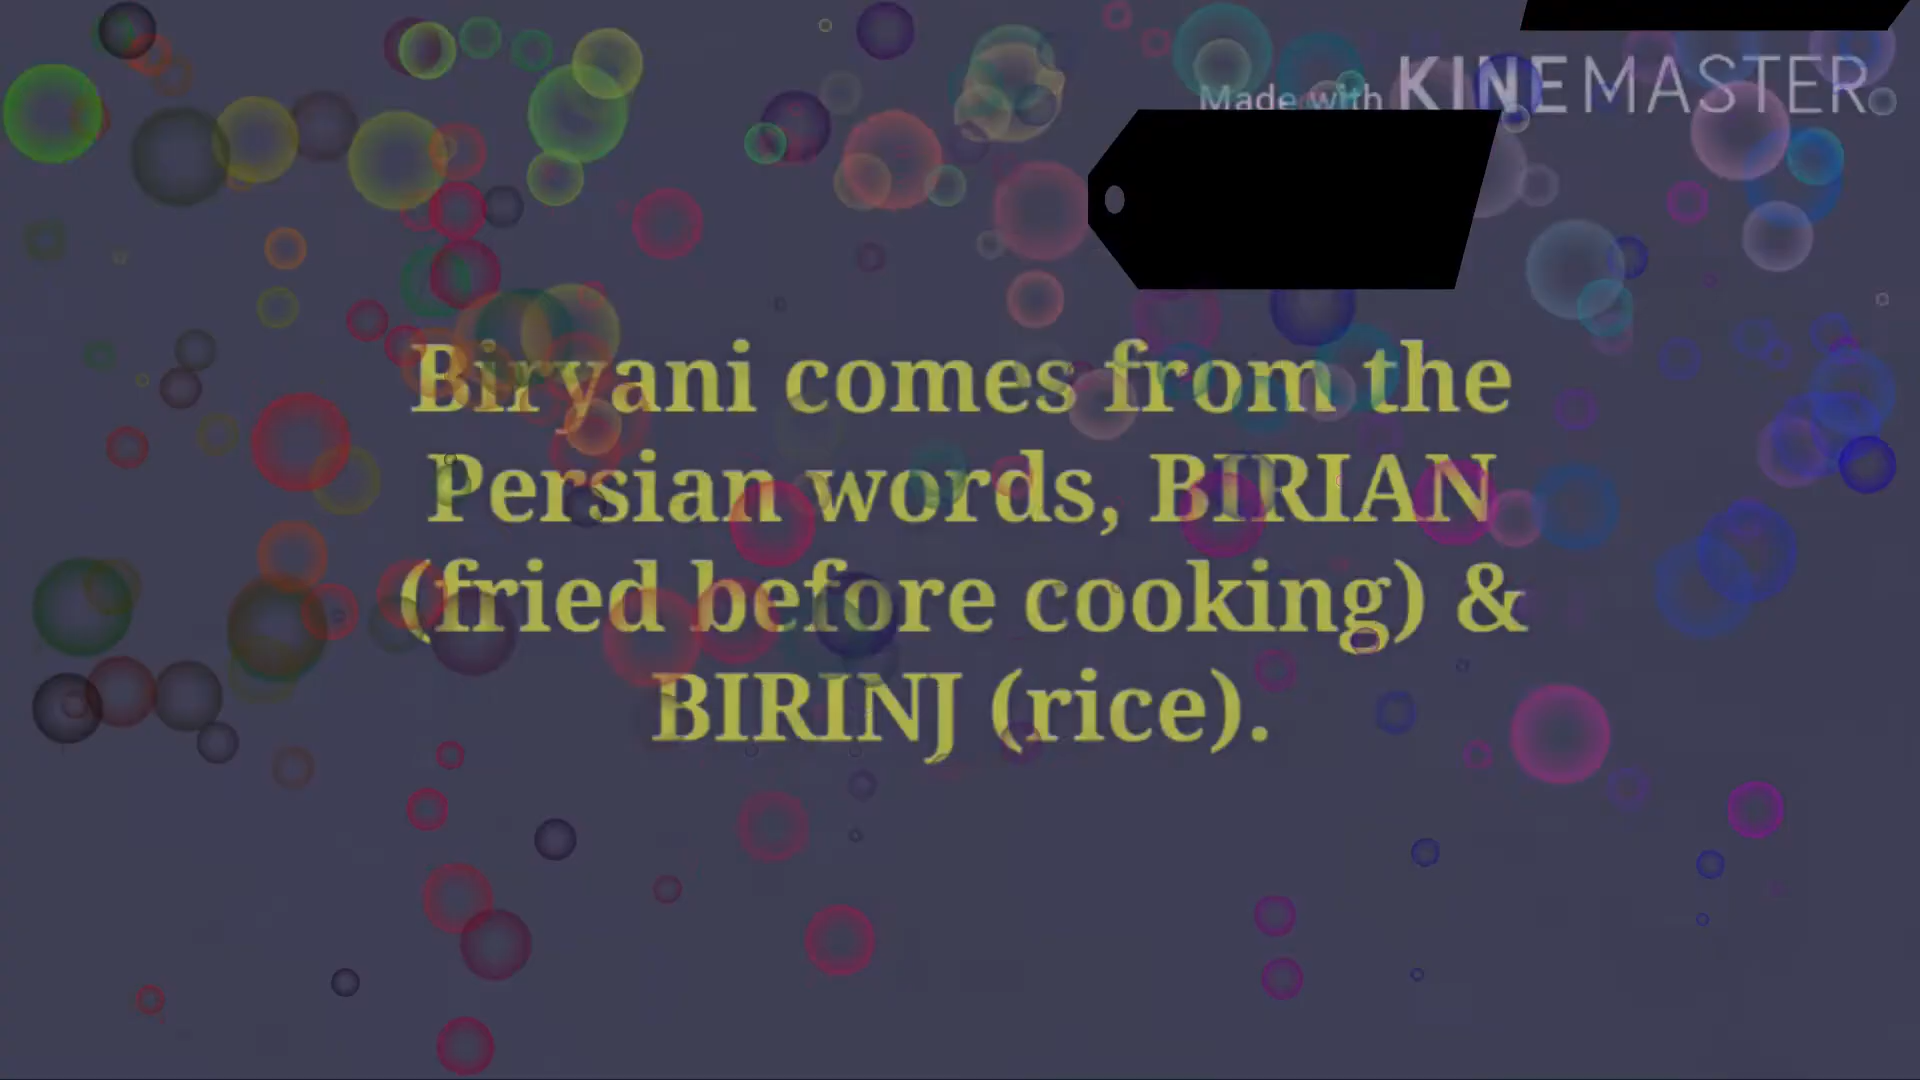 Made with KINEMASTER
Biryani comes from the
Persian words, BIRIAN
(fried before cooking) &
BIRINJ (rice).